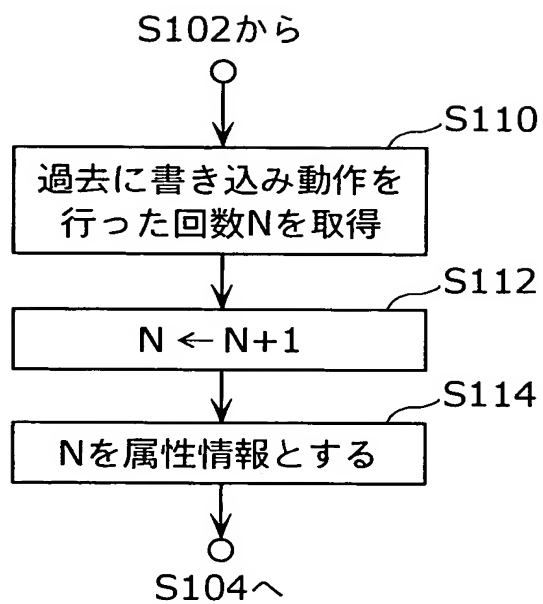 S102から
S110
過去に書き込み動作を
行った回数Nを取得
S112
N ← N+1
S114
Nを属性情報とする
S104へ